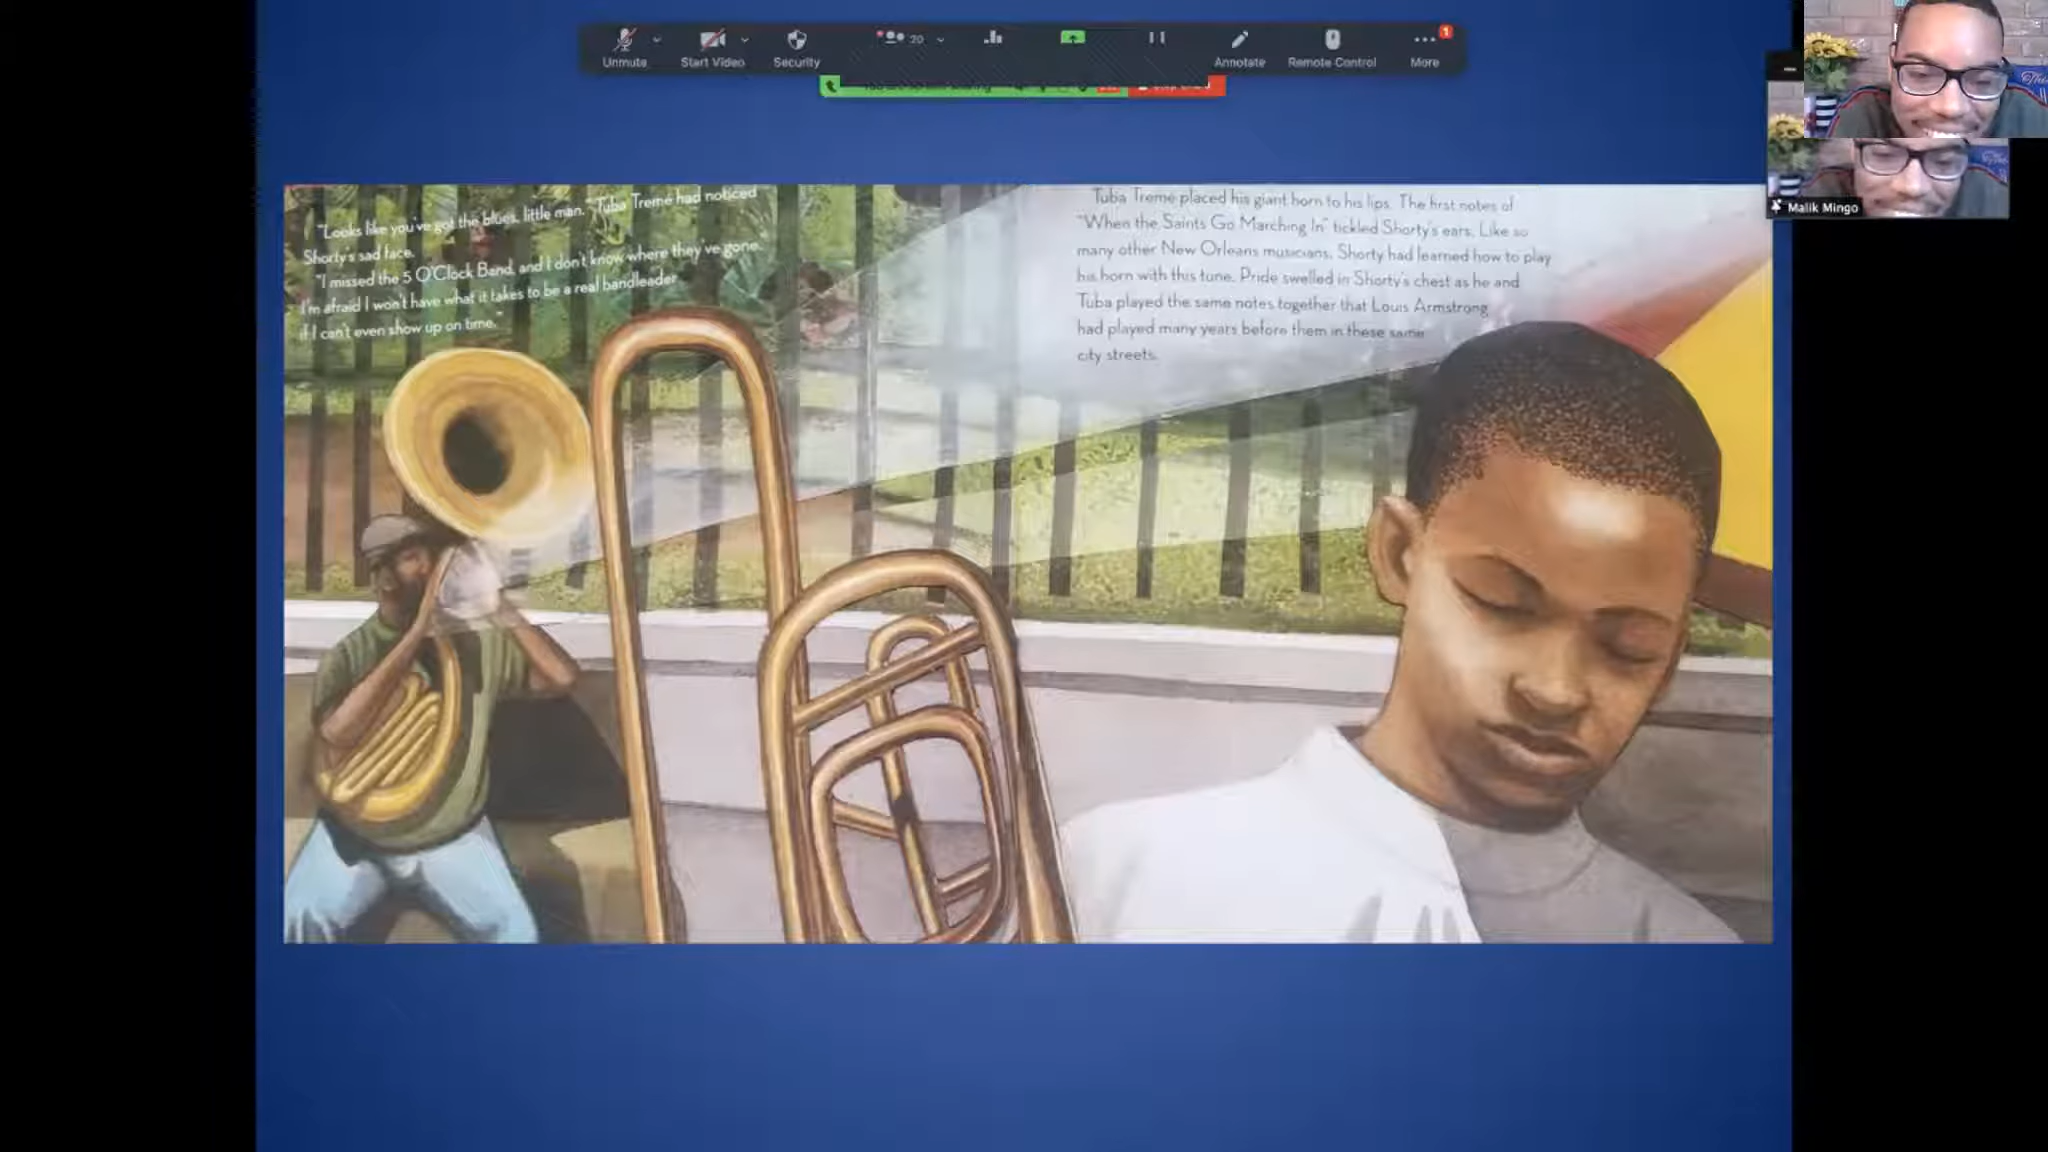 Unmute
Start Video
Security
20
Annotate
Remote Control
More
1
Malik Mingo
"Looks like you've got the blues, little man." Tuba Treme had noticed
Shorty's sad face.
"I missed the 5 O'Clock Band, and I don't know where they've gone.
I'm afraid I won't have what it takes to be a real bandleader
if I can't even show up on time."
Tuba Treme placed his giant horn to his lips. The first notes of
"When the Saints Go Marching In" tickled Shorty's ears. Like so
many other New Orleans musicians, Shorty had learned how to play
his horn with this tune. Pride swelled in Shorty's chest as he and
Tuba played the same notes together that Louis Armstrong
had played many years before them in these same
city streets.